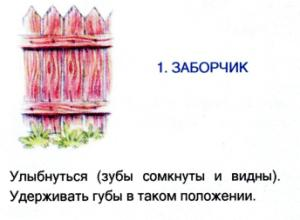 1. ЗАБОРЧИК
Улыбнуться (зубы сомкнуты и видны).
Удерживать губы в таком положении.